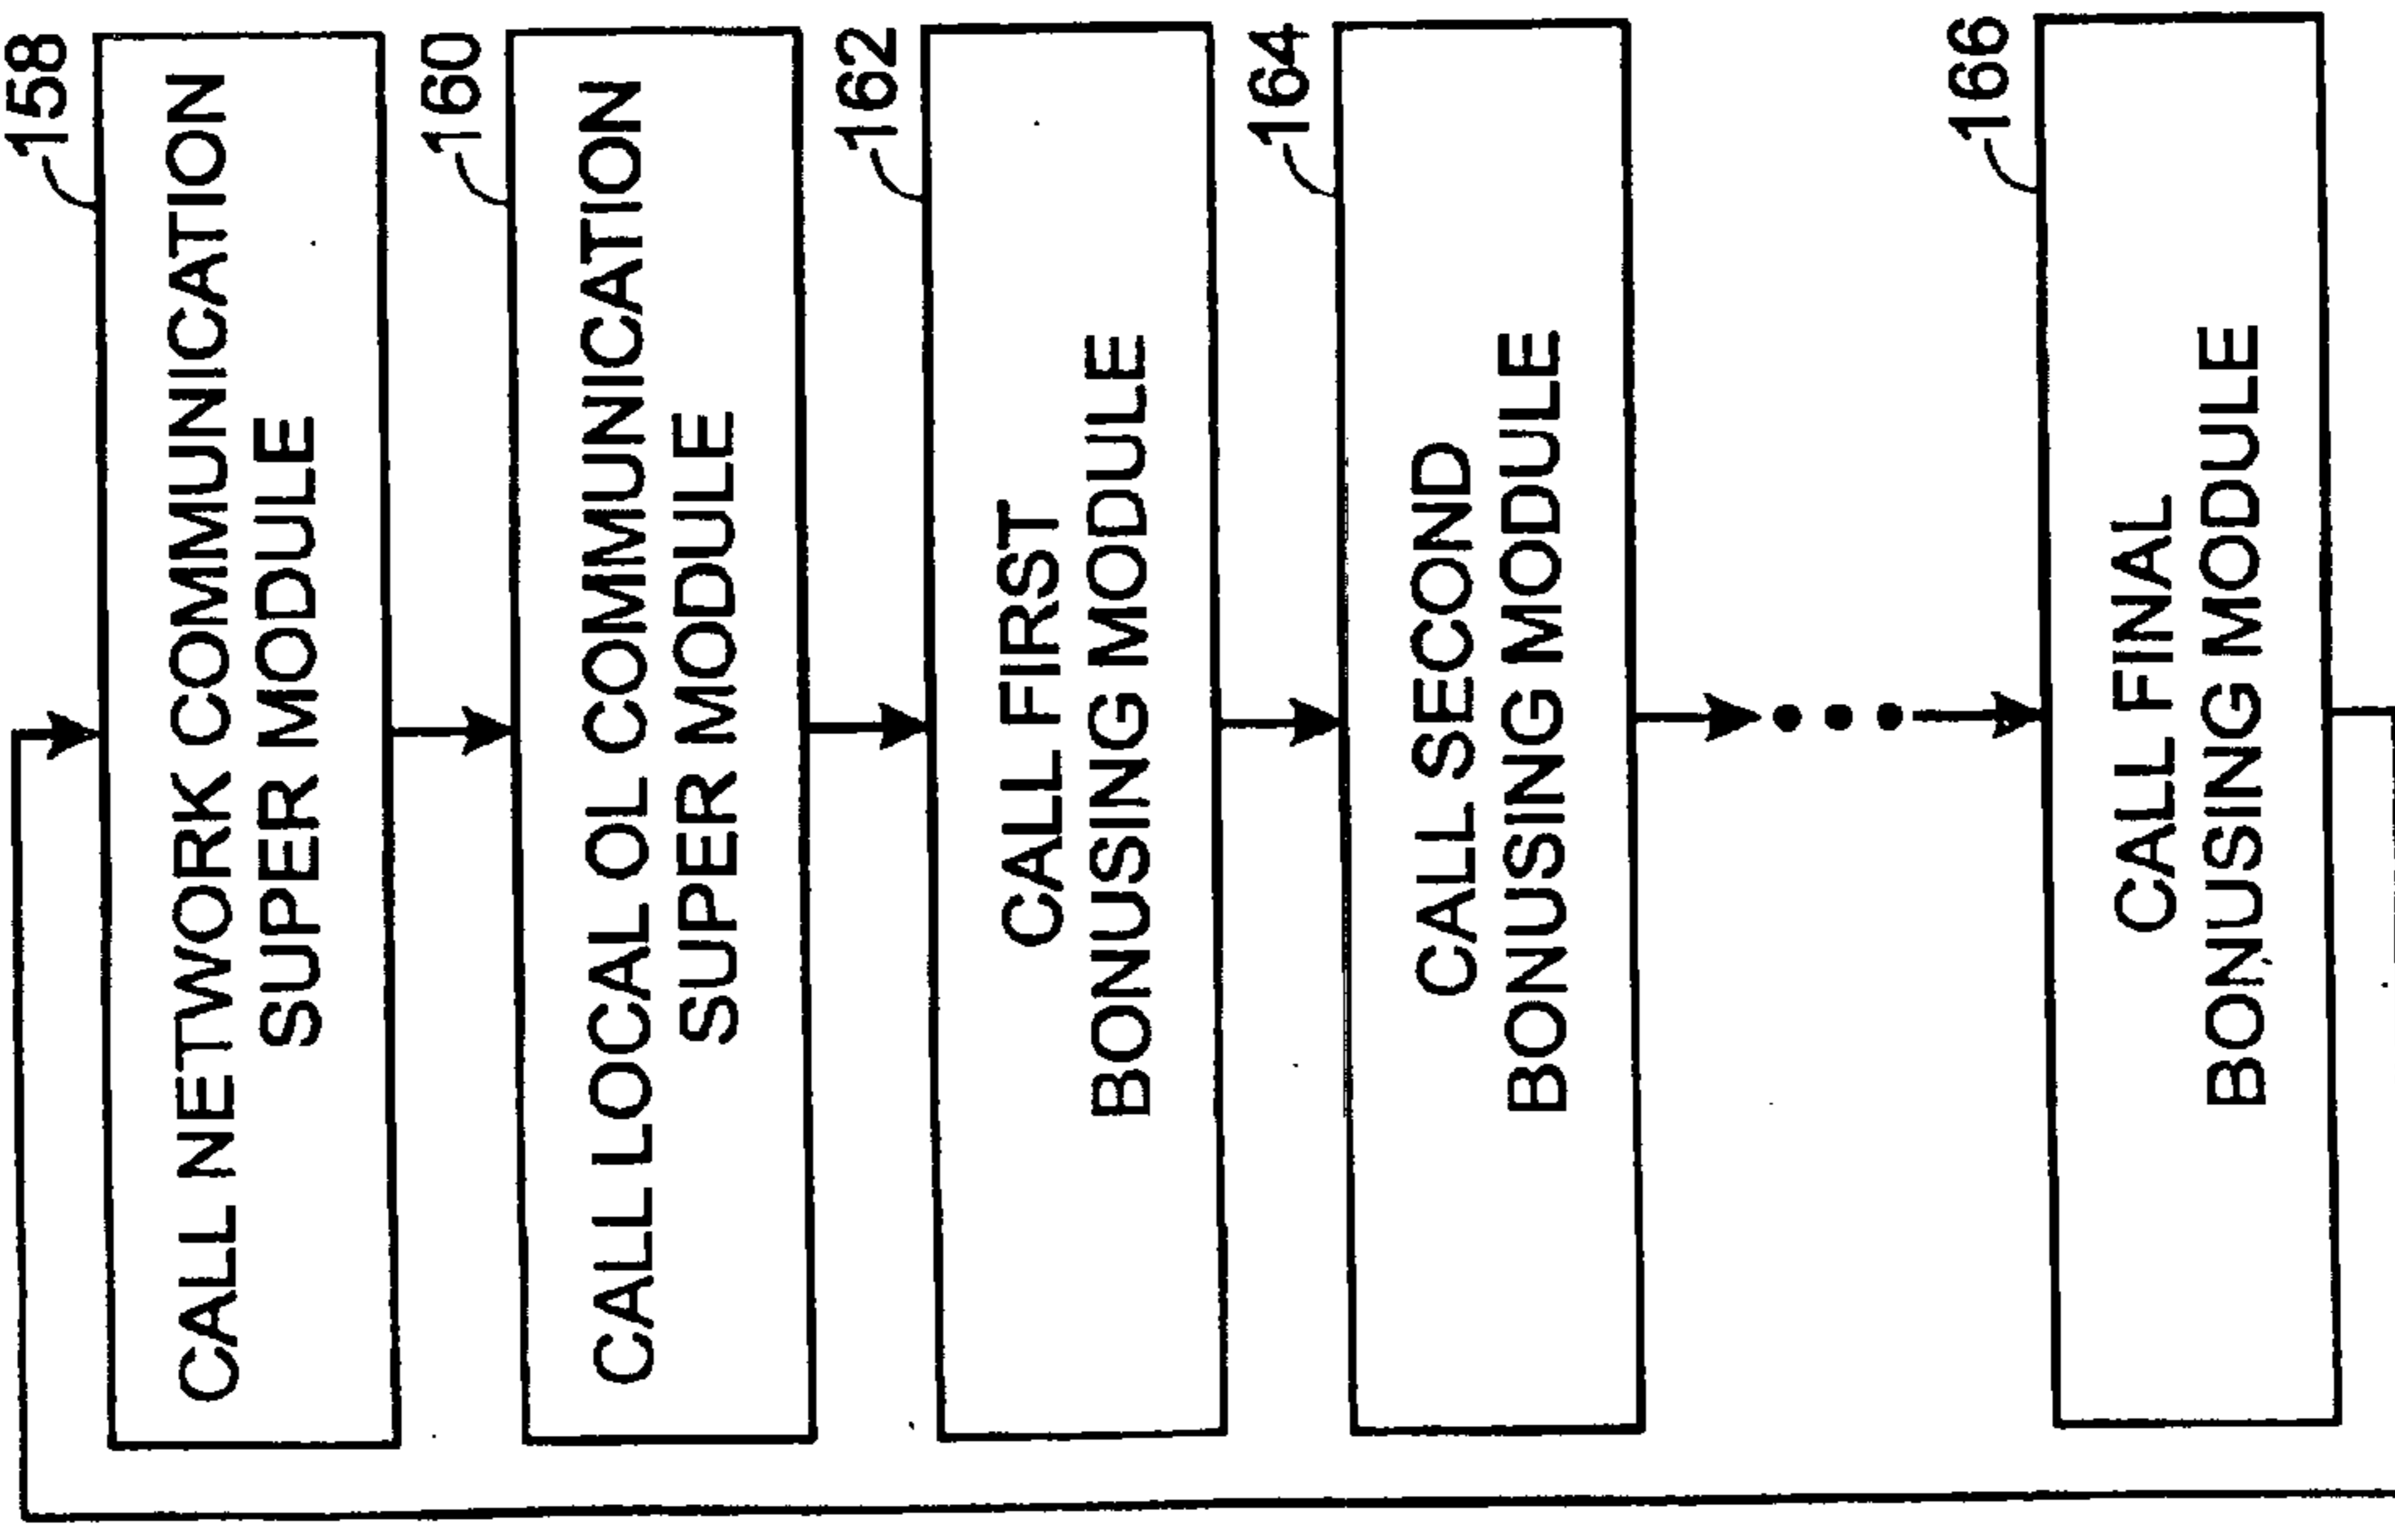 158
CALL NETWORK COMMUNICATION
SUPER MODULE
160
CALL LOCAL OL COMMUNICATION
SUPER MODULE
162
CALL FIRST
BONUSING MODULE
164
CALL SECOND
BONUSING MODULE
166
CALL FINAL
BONUSING MODULE